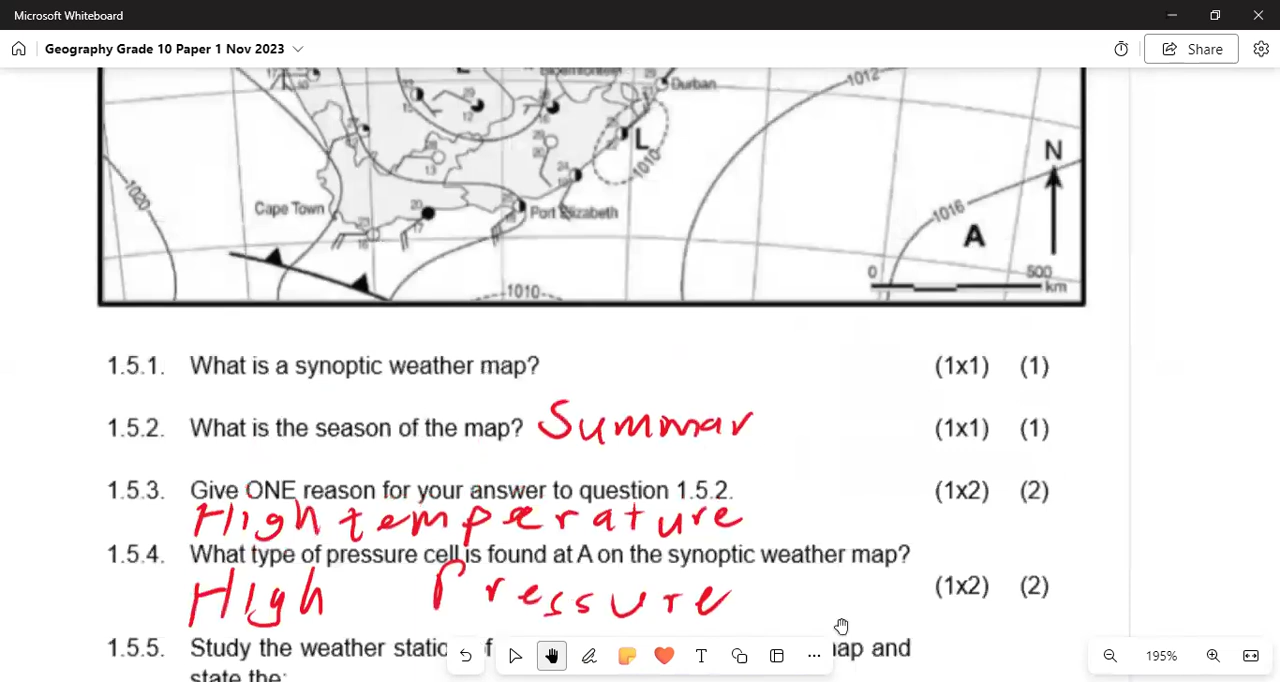 Microsoft Whiteboard
Geography Grade 10 Paper 1 Nov 2023
Share
Durban
1012
L
1010
N
1020
Cape Town
20
17
Port Elizabeth
1016
A
0 500
km
1010
1.5.1. What is a synoptic weather map? (1x1) (1)
1.5.2. What is the season of the map? Summar (1x1) (1)
1.5.3. Give ONE reason for your answer to question 1.5.2. (1x2) (2)
High temperature
1.5.4. What type of pressure cell is found at A on the synoptic weather map?
High Pressure (1x2) (2)
1.5.5. Study the weather and
state the:
195%